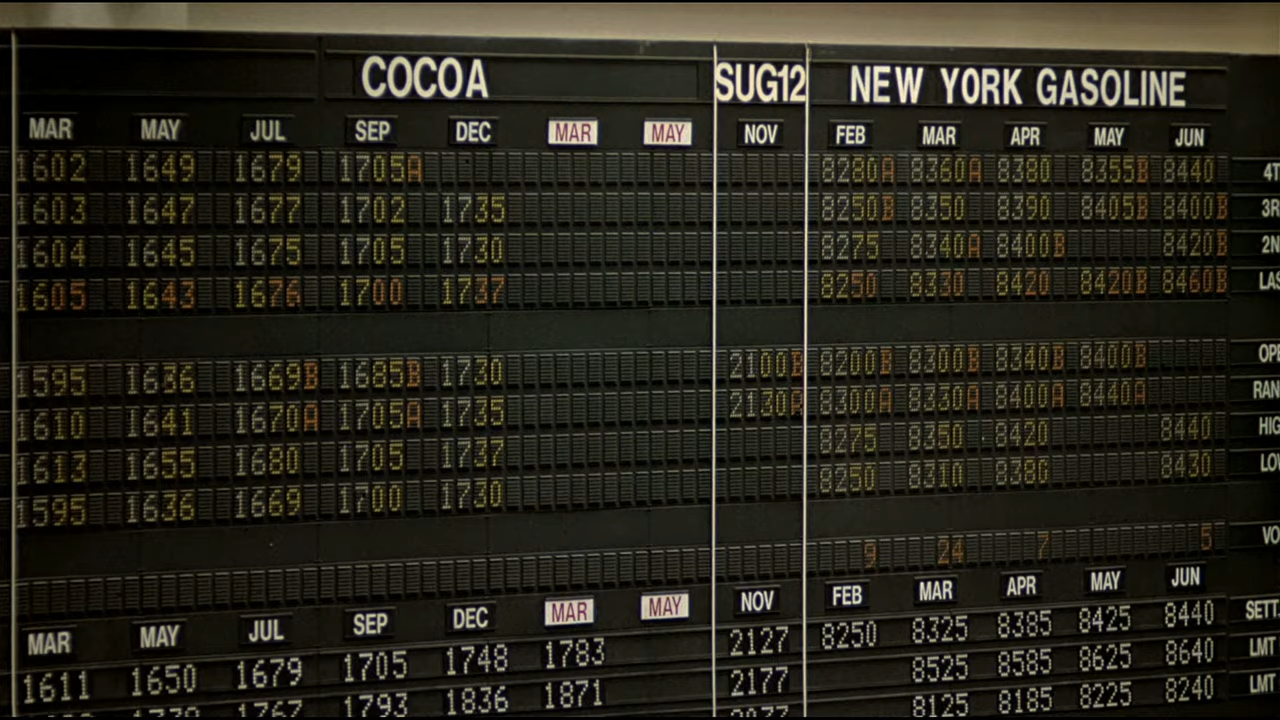 COCOA SUG12 NEW YORK GASOLINE
MAR MAY JUL SEP DEC MAR MAY NOV FEB MAR APR MAY JUN
1602 1649 1679 1705A 8280A 8360A 8380 8355B 8440 4T
1603 1647 1677 1702 1735 8250B 8350 8390 8405B 8400B 3R
1604 1645 1675 1705 1730 8275 8340A 8400B 8420B 2N
1605 1643 1676 1700 1737 8250 8330 8420 8420B 8460B LAS
1595 1636 1669B 1685B 1730 2100B 8200B 8300B 8340B 8400B OPE
1610 1641 1670A 1705A 1735 2130A 8300A 8330A 8400A 8440A RAN
1613 1655 1680 1705 1737 8275 8350 8420 8440 HIG
1595 1636 1669 1700 1730 8250 8310 8380 8430 LOW
9 24 7 5 VO
MAR MAY JUL SEP DEC MAR MAY NOV FEB MAR APR MAY JUN
1611 1650 1679 1705 1748 1783 2127 8250 8325 8385 8425 8440 SETT
1767 1793 1836 1871 2177 8525 8585 8625 8640 LMT
8125 8185 8225 8240 LMT